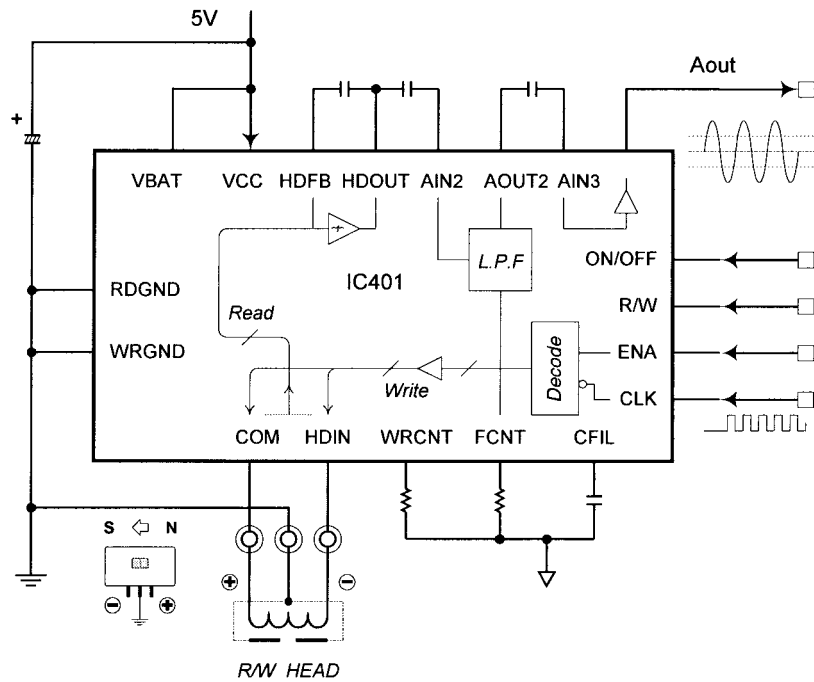 5V
Aout
+
VBAT VCC HDFB HDOUT AIN2 AOUT2 AIN3
+
L.P.F
ON/OFF
RDGND
IC401
R/W
Read
WRGND
ENA
Decode
Write
CLK
COM HDIN WRCNT FCNT CFIL
S N
+ −
− +
R/W HEAD